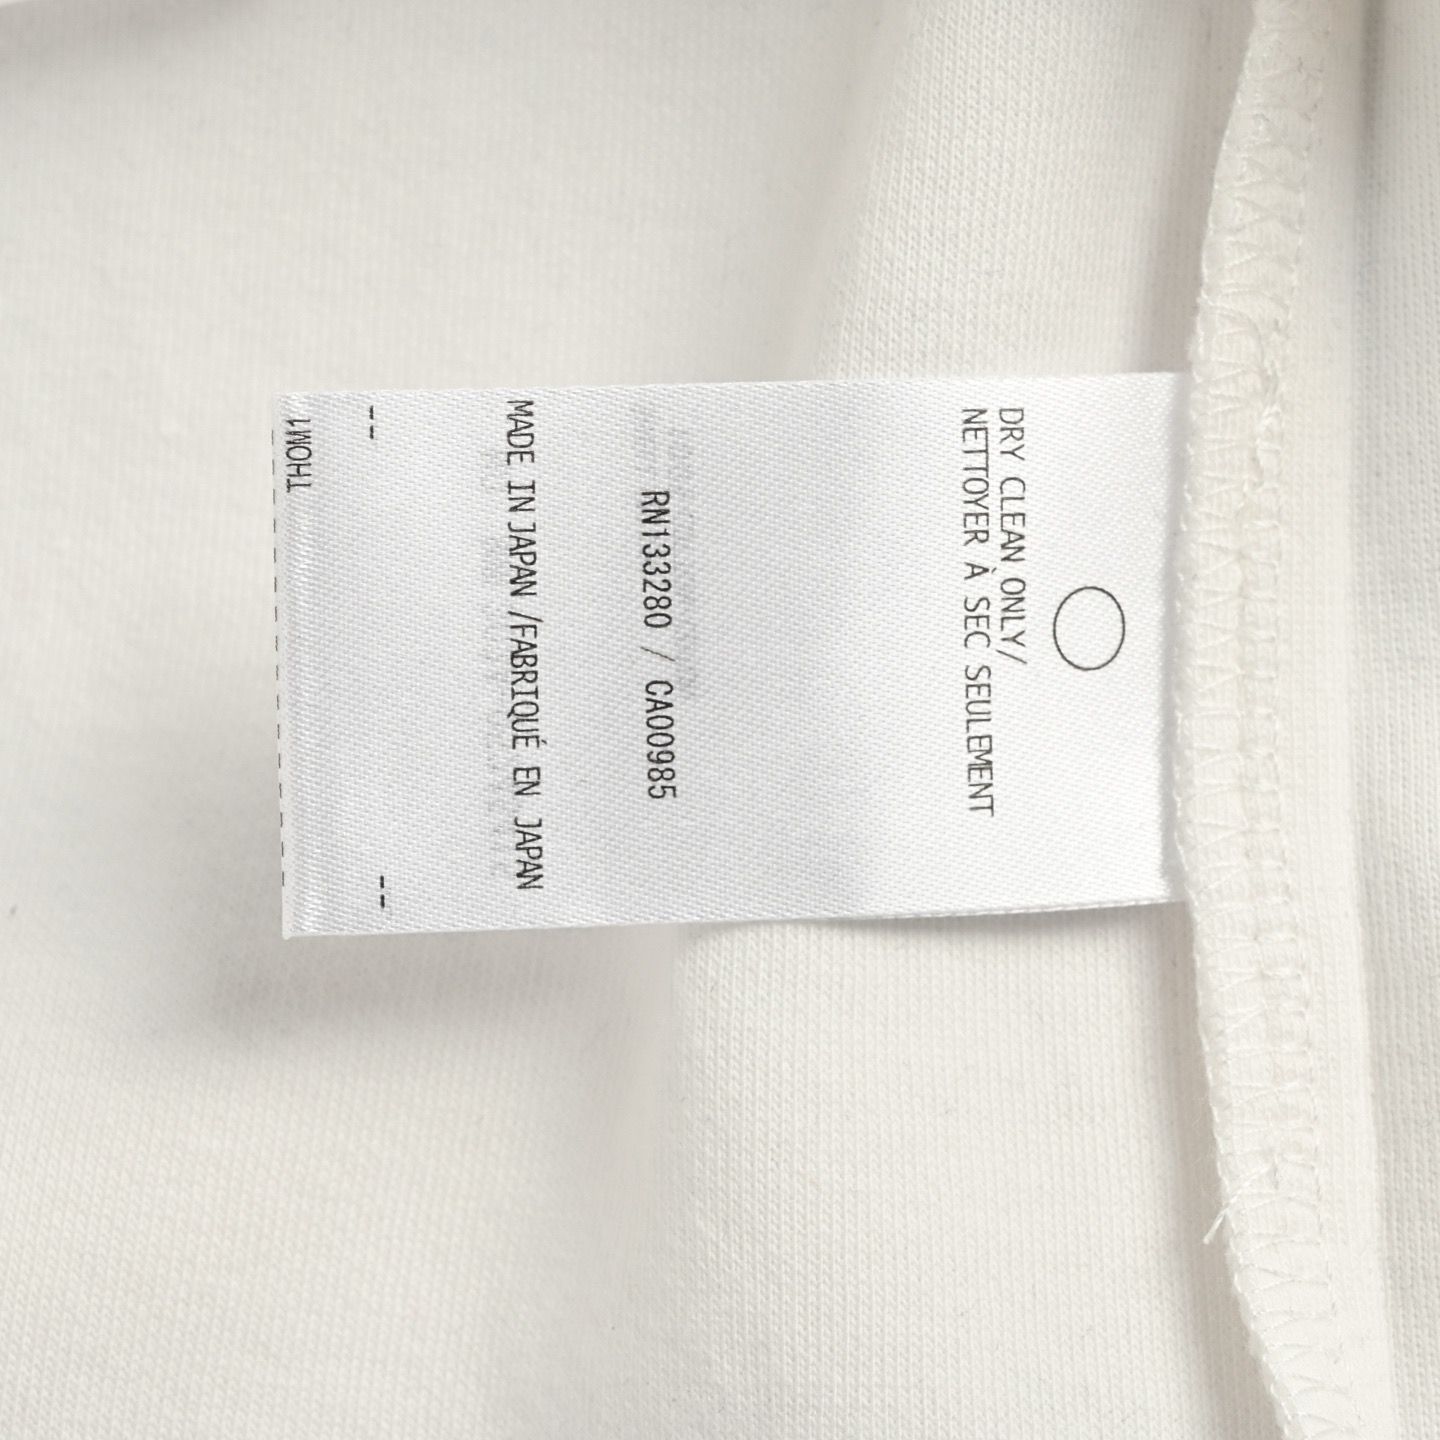 DRY CLEAN ONLY/
NETTOYER À SEC SEULEMENT
RN133280 / CA00985
MADE IN JAPAN /FABRIQUÉ EN JAPAN
--
--
THOM1